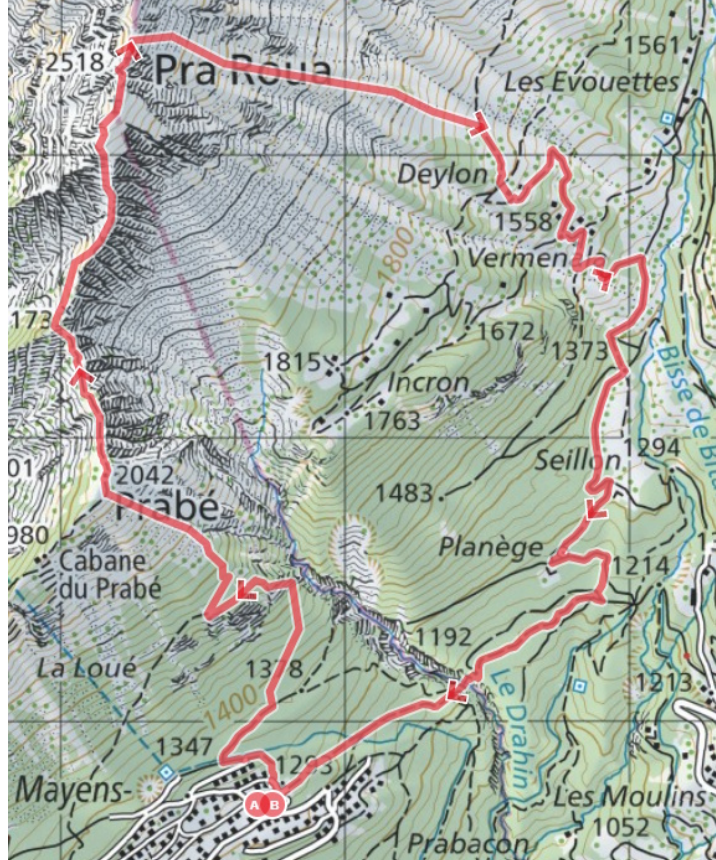 1561
2518
Pra Roua
Les Evouettes
Deylon
1558
1800
Vermen
173
1672
1373
1815
Incron
1763
Bisse de Bit
2042
01
Seillon
1294
1483
Prabé
980
Planège
Cabane
du Prabé
1214
1192
La Loué
1378
1213
1400
Le Drahin
1347
1293
Mayens-
A B
Les Moulins
1052
Prabacon